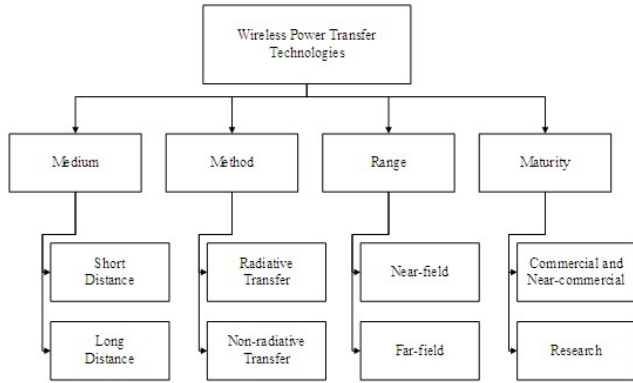 Wireless Power Transfer
Technologies
Medium
Method
Range
Maturity
Short
Distance
Radiative
Transfer
Near-field
Commercial and
Near-commercial
Long
Distance
Non-radiative
Transfer
Far-field
Research